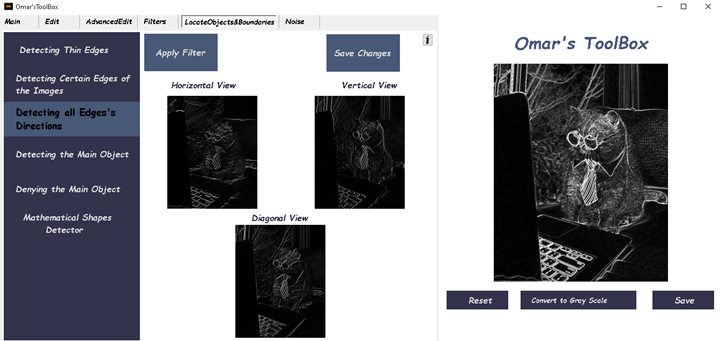 Omar'sToolBox
Main Edit AdvancedEdit Filters LocateObjects&Boundaries Noise
Detecting Thin Edges
Detecting Certain Edges of
the Images
Detecting all Edges's
Directions
Detecting the Main Object
Denying the Main Object
Mathematical Shapes
Detector
Apply Filter
Save Changes
Horizontal View
Vertical View
Diagonal View
Omar's ToolBox
Reset
Convert to Gray Scale
Save